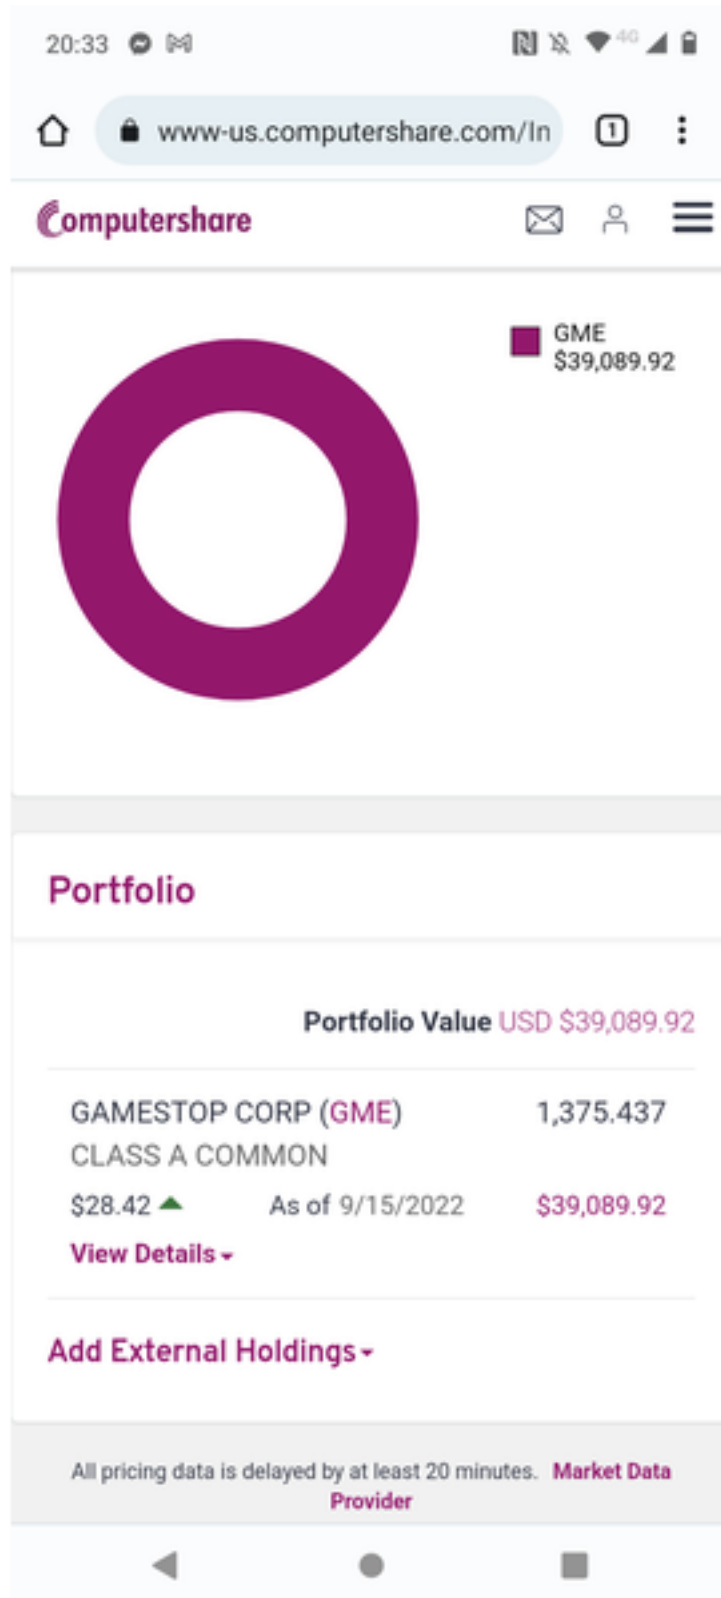 20:33
4G
www-us.computershare.com/In
1
Computershare
GME
$39,089.92
Portfolio
Portfolio Value USD $39,089.92
GAMESTOP CORP (GME) 1,375.437
CLASS A COMMON
$28.42 As of 9/15/2022 $39,089.92
View Details
Add External Holdings
All pricing data is delayed by at least 20 minutes. Market Data
Provider